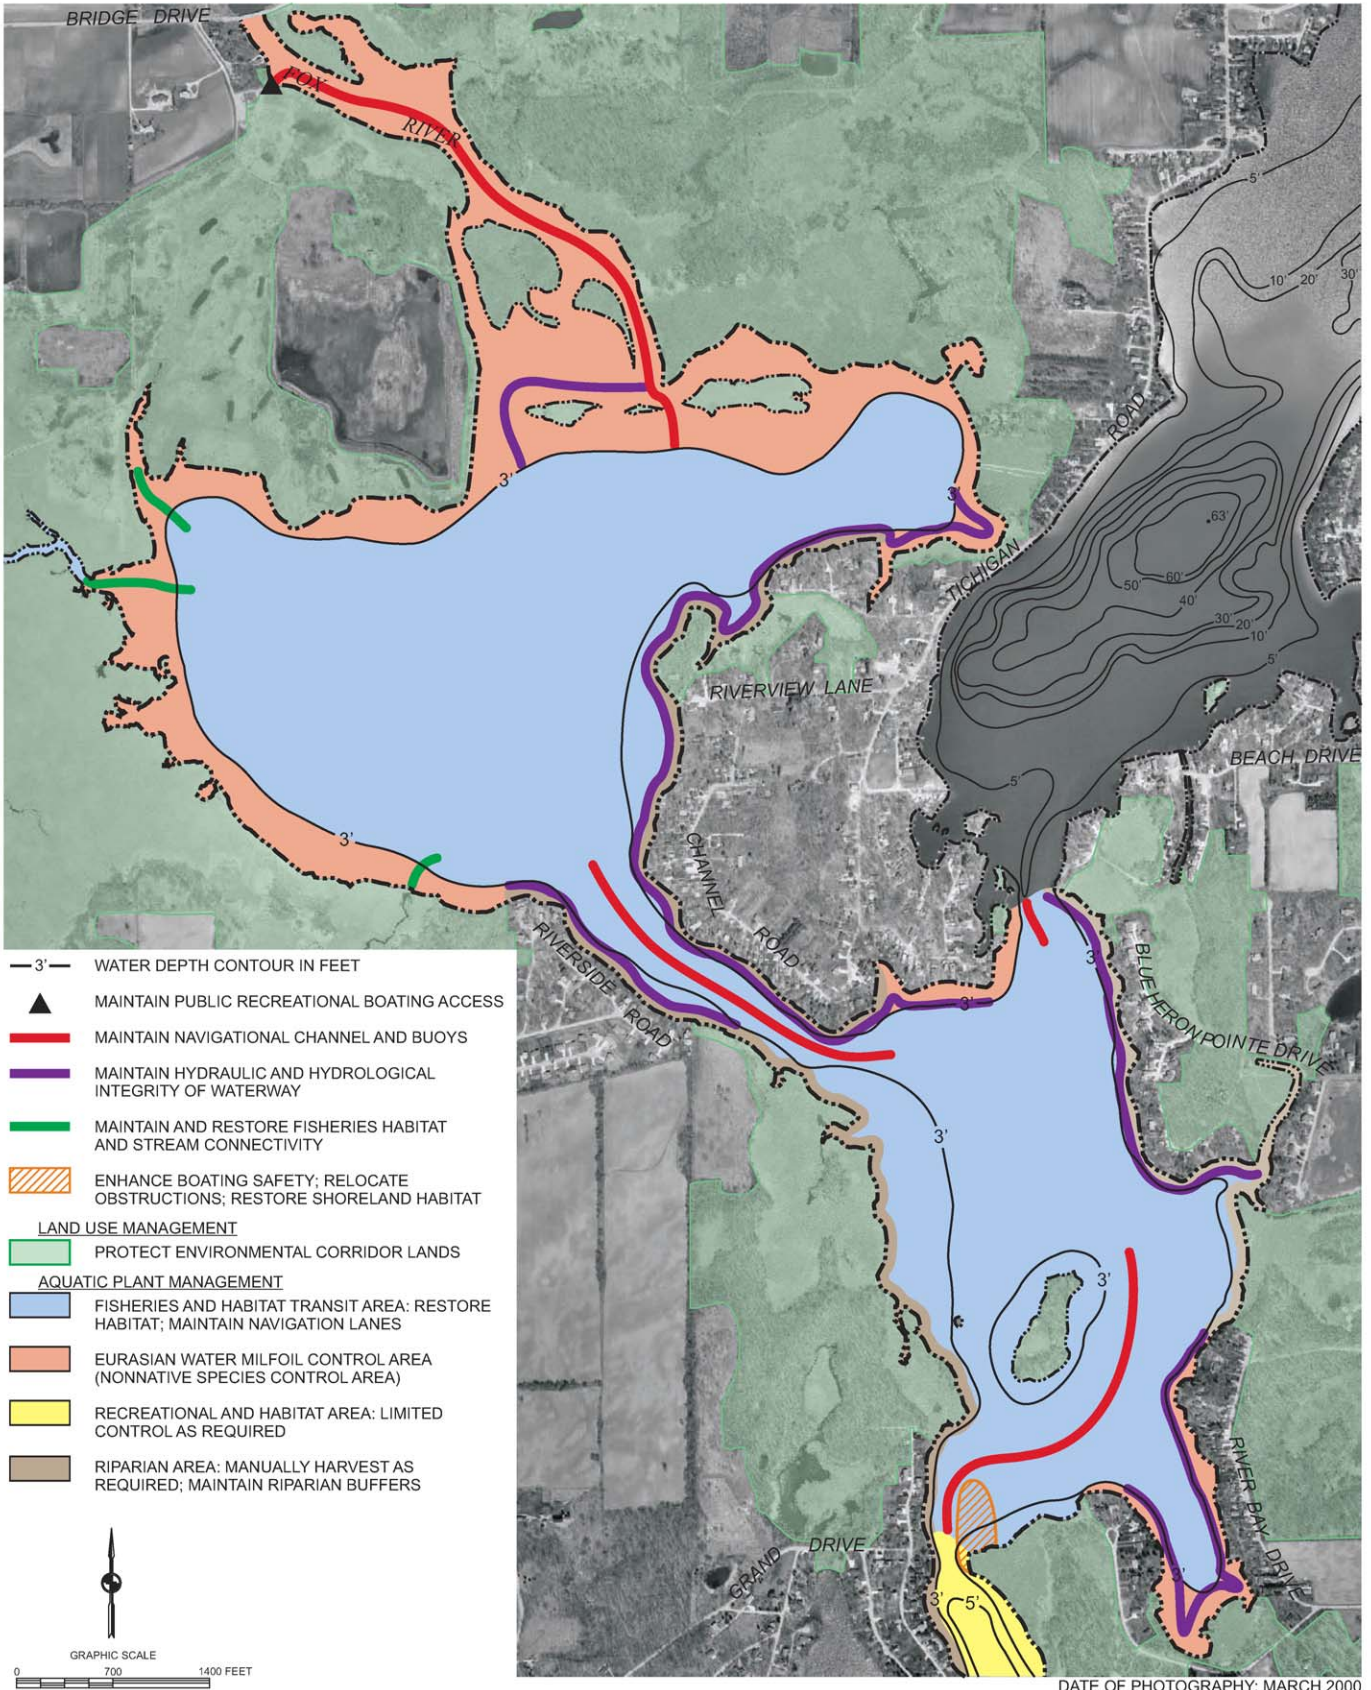 BRIDGE DRIVE
FOX
RIVER
5'
10'
20'
30'
ROAD
3'
3'
63'
60'
50'
40'
30'
20'
10'
5'
TICHIGAN
RIVERVIEW LANE
BEACH DRIVE
5'
3'
CHANNEL
ROAD
RIVERSIDE
ROAD
3'
3'
BLUE HERON POINTE DRIVE
3'
3'
RIVER BAY DRIVE
GRAND DRIVE
3'
5'
3'
3' WATER DEPTH CONTOUR IN FEET
MAINTAIN PUBLIC RECREATIONAL BOATING ACCESS
MAINTAIN NAVIGATIONAL CHANNEL AND BUOYS
MAINTAIN HYDRAULIC AND HYDROLOGICAL
INTEGRITY OF WATERWAY
MAINTAIN AND RESTORE FISHERIES HABITAT
AND STREAM CONNECTIVITY
ENHANCE BOATING SAFETY; RELOCATE
OBSTRUCTIONS; RESTORE SHORELAND HABITAT
LAND USE MANAGEMENT
PROTECT ENVIRONMENTAL CORRIDOR LANDS
AQUATIC PLANT MANAGEMENT
FISHERIES AND HABITAT TRANSIT AREA: RESTORE
HABITAT; MAINTAIN NAVIGATION LANES
EURASIAN WATER MILFOIL CONTROL AREA
(NONNATIVE SPECIES CONTROL AREA)
RECREATIONAL AND HABITAT AREA: LIMITED
CONTROL AS REQUIRED
RIPARIAN AREA: MANUALLY HARVEST AS
REQUIRED; MAINTAIN RIPARIAN BUFFERS
GRAPHIC SCALE
0 700 1400 FEET
DATE OF PHOTOGRAPHY: MARCH 2000